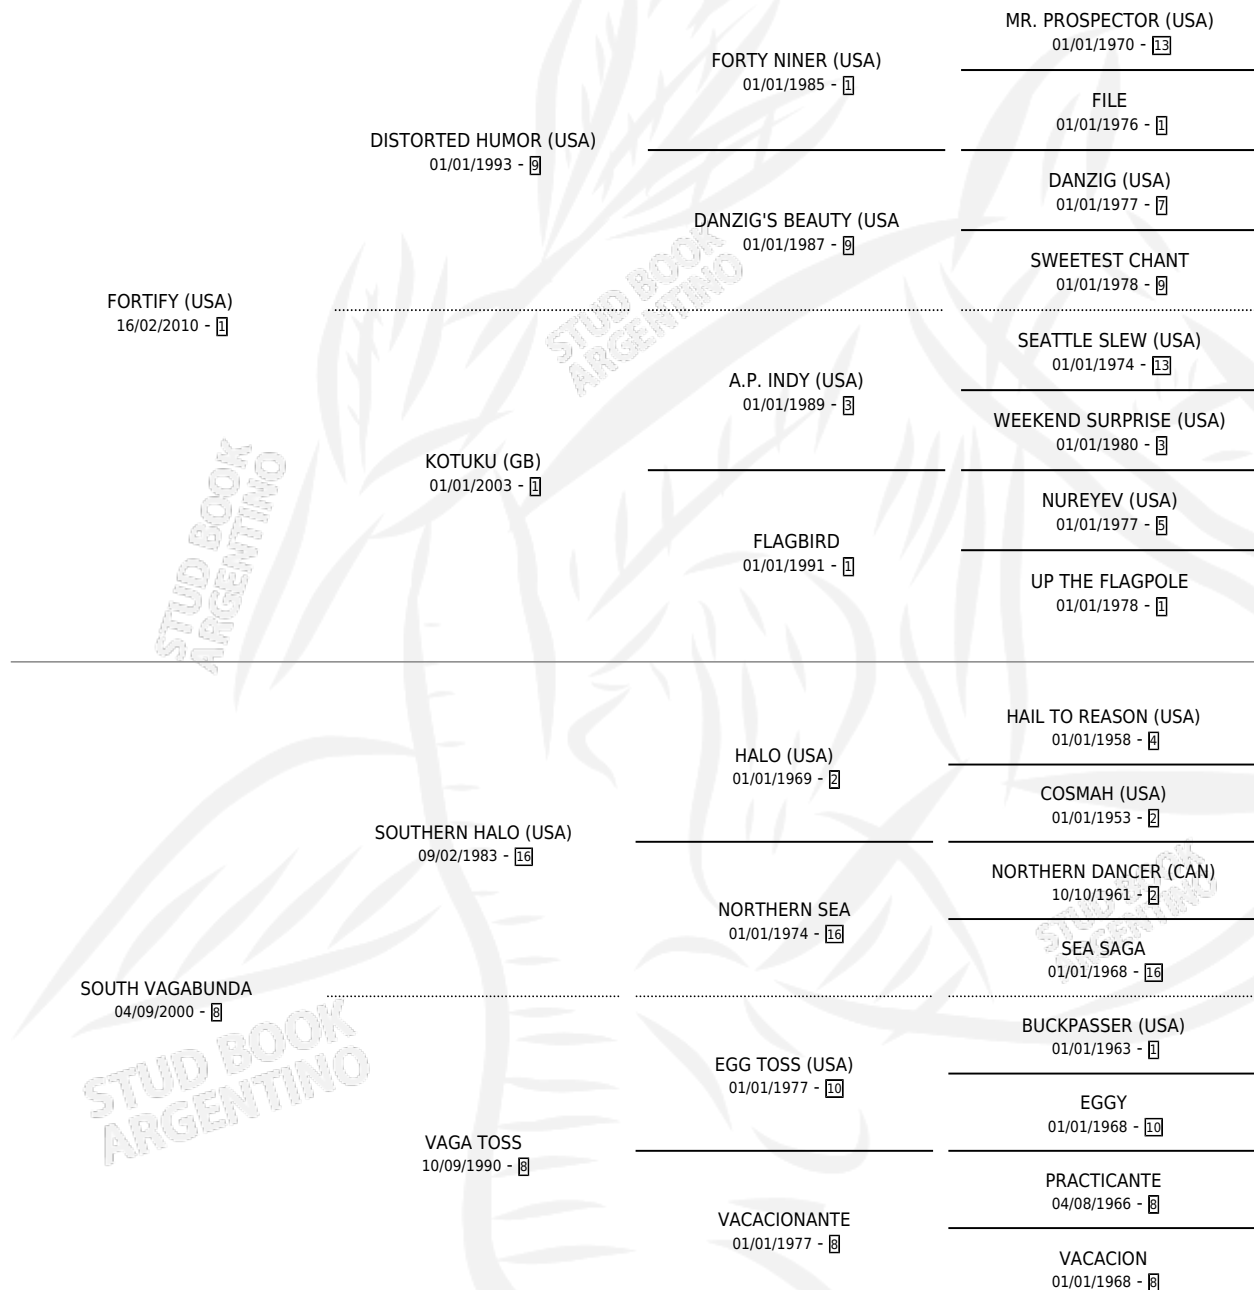 MR. PROSPECTOR (USA)
01/01/1970 - 13
FORTY NINER (USA)
01/01/1985 - 1
FILE
01/01/1976 - 1
DISTORTED HUMOR (USA)
01/01/1993 - 9
DANZIG (USA)
01/01/1977 - 7
DANZIG'S BEAUTY (USA
01/01/1987 - 9
SWEETEST CHANT
01/01/1978 - 9
FORTIFY (USA)
16/02/2010 - 1
STUD BOOK
ARGENTINO
SEATTLE SLEW (USA)
01/01/1974 - 13
A.P. INDY (USA)
01/01/1989 - 3
WEEKEND SURPRISE (USA)
01/01/1980 - 3
KOTUKU (GB)
01/01/2003 - 1
NUREYEV (USA)
01/01/1977 - 5
FLAGBIRD
01/01/1991 - 1
UP THE FLAGPOLE
01/01/1978 - 1
STUD BOOK
ARGENTINO
HAIL TO REASON (USA)
01/01/1958 - 4
HALO (USA)
01/01/1969 - 2
COSMAH (USA)
01/01/1953 - 2
SOUTHERN HALO (USA)
09/02/1983 - 16
NORTHERN DANCER (CAN)
10/10/1961 - 2
NORTHERN SEA
01/01/1974 - 16
STUD BOOK
ARGENTINO
SEA SAGA
01/01/1968 - 16
SOUTH VAGABUNDA
04/09/2000 - 8
BUCKPASSER (USA)
01/01/1963 - 1
EGG TOSS (USA)
01/01/1977 - 10
STUD BOOK
ARGENTINO
EGGY
01/01/1968 - 10
VAGA TOSS
10/09/1990 - 8
PRACTICANTE
04/08/1966 - 8
VACACIONANTE
01/01/1977 - 8
VACACION
01/01/1968 - 8